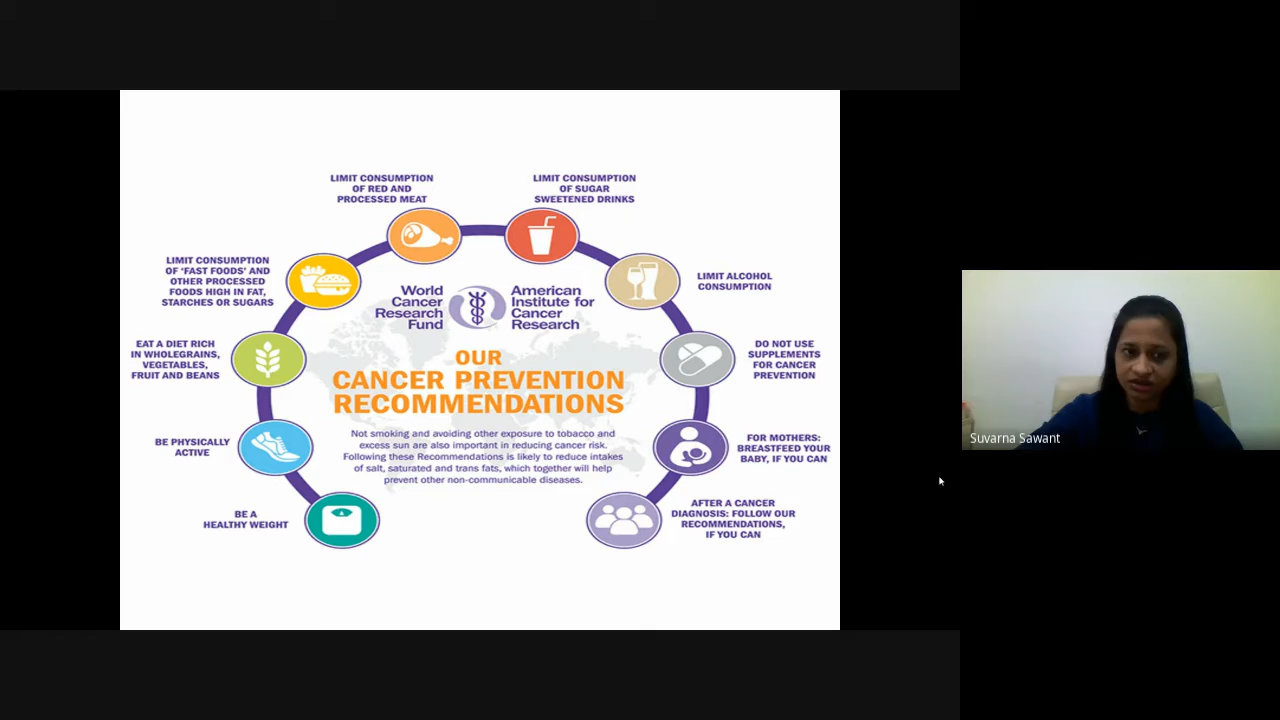 LIMIT CONSUMPTION
OF RED AND
PROCESSED MEAT
LIMIT CONSUMPTION
OF SUGAR
SWEETENED DRINKS
LIMIT CONSUMPTION
OF ‘FAST FOODS’ AND
OTHER PROCESSED
FOODS HIGH IN FAT,
STARCHES OR SUGARS
LIMIT ALCOHOL
CONSUMPTION
World
Cancer
Research
Fund
American
Institute for
Cancer
Research
EAT A DIET RICH
IN WHOLEGRAINS,
VEGETABLES,
FRUIT AND BEANS
DO NOT USE
SUPPLEMENTS
FOR CANCER
PREVENTION
OUR
CANCER PREVENTION
RECOMMENDATIONS
Not smoking and avoiding other exposure to tobacco and
excess sun are also important in reducing cancer risk.
Following these Recommendations is likely to reduce intakes
of salt, saturated and trans fats, which together will help
prevent other non-communicable diseases.
BE PHYSICALLY
ACTIVE
FOR MOTHERS:
BREASTFEED YOUR
BABY, IF YOU CAN
BE A
HEALTHY WEIGHT
AFTER A CANCER
DIAGNOSIS: FOLLOW OUR
RECOMMENDATIONS,
IF YOU CAN
Suvarna Sawant